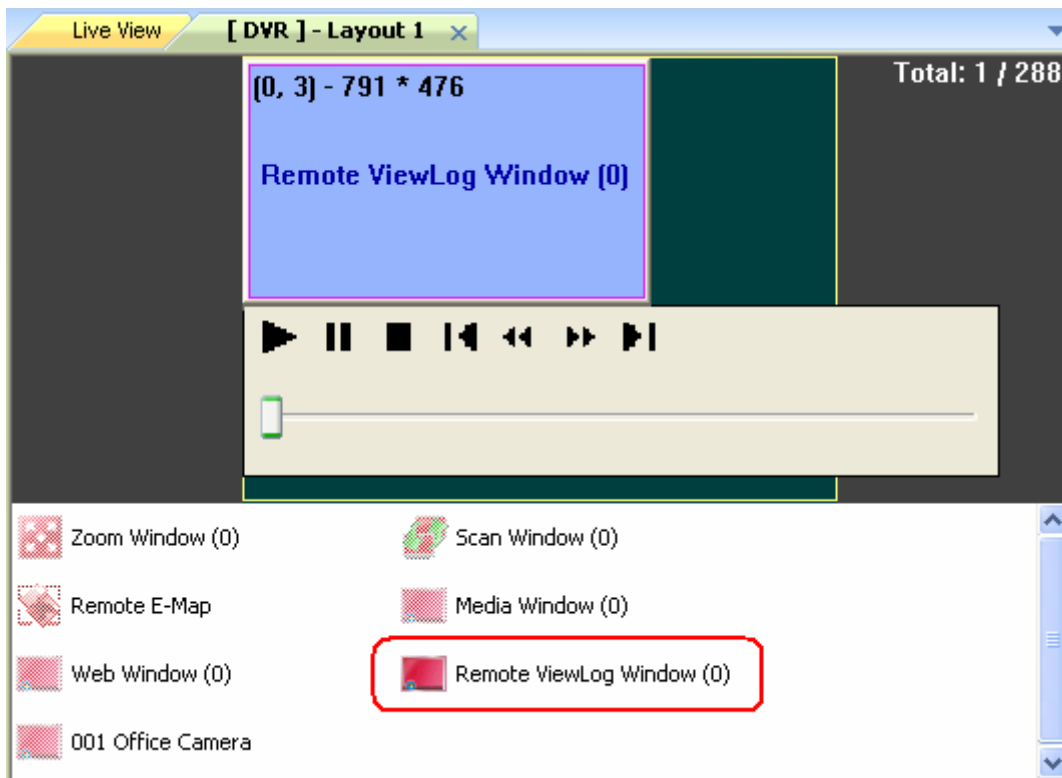 Live View
[ DVR ] - Layout 1
Total: 1 / 288
(0, 3) - 791 * 476
Remote ViewLog Window (0)
Zoom Window (0)
Scan Window (0)
Remote E-Map
Media Window (0)
Web Window (0)
Remote ViewLog Window (0)
001 Office Camera